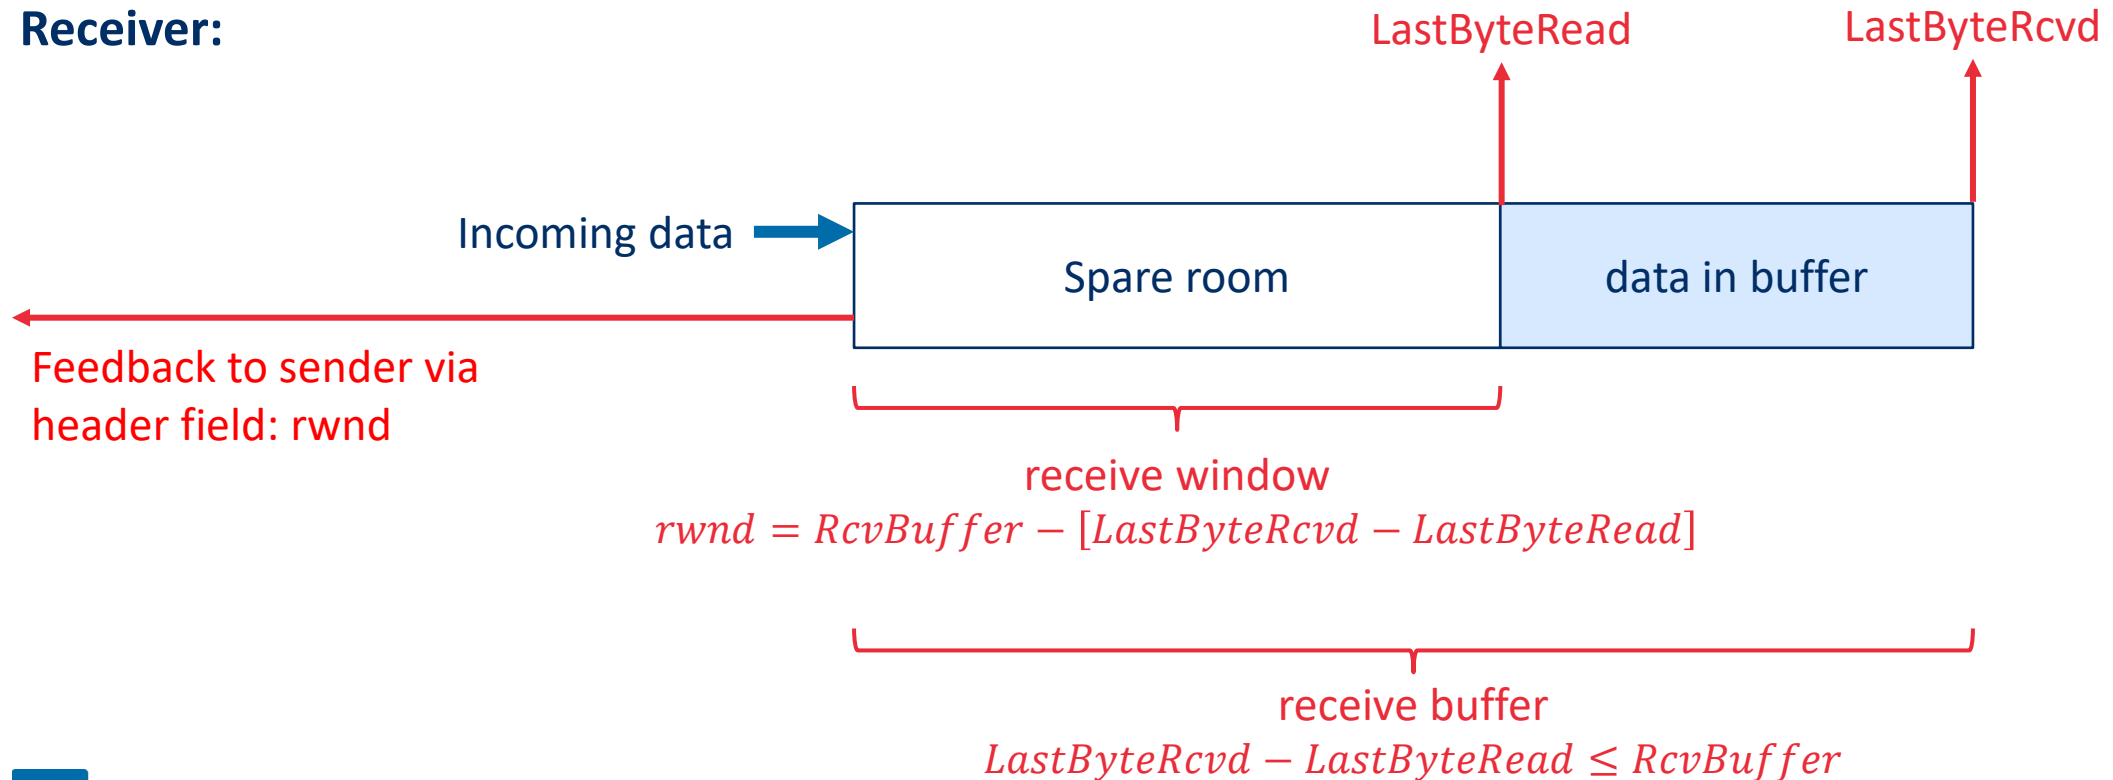 Receiver:
LastByteRead
LastByteRcvd
Incoming data
Spare room
data in buffer
Feedback to sender via
header field: rwnd
receive window
rwnd = RcvBuffer − [LastByteRcvd − LastByteRead]
receive buffer
LastByteRcvd − LastByteRead ≤ RcvBuffer